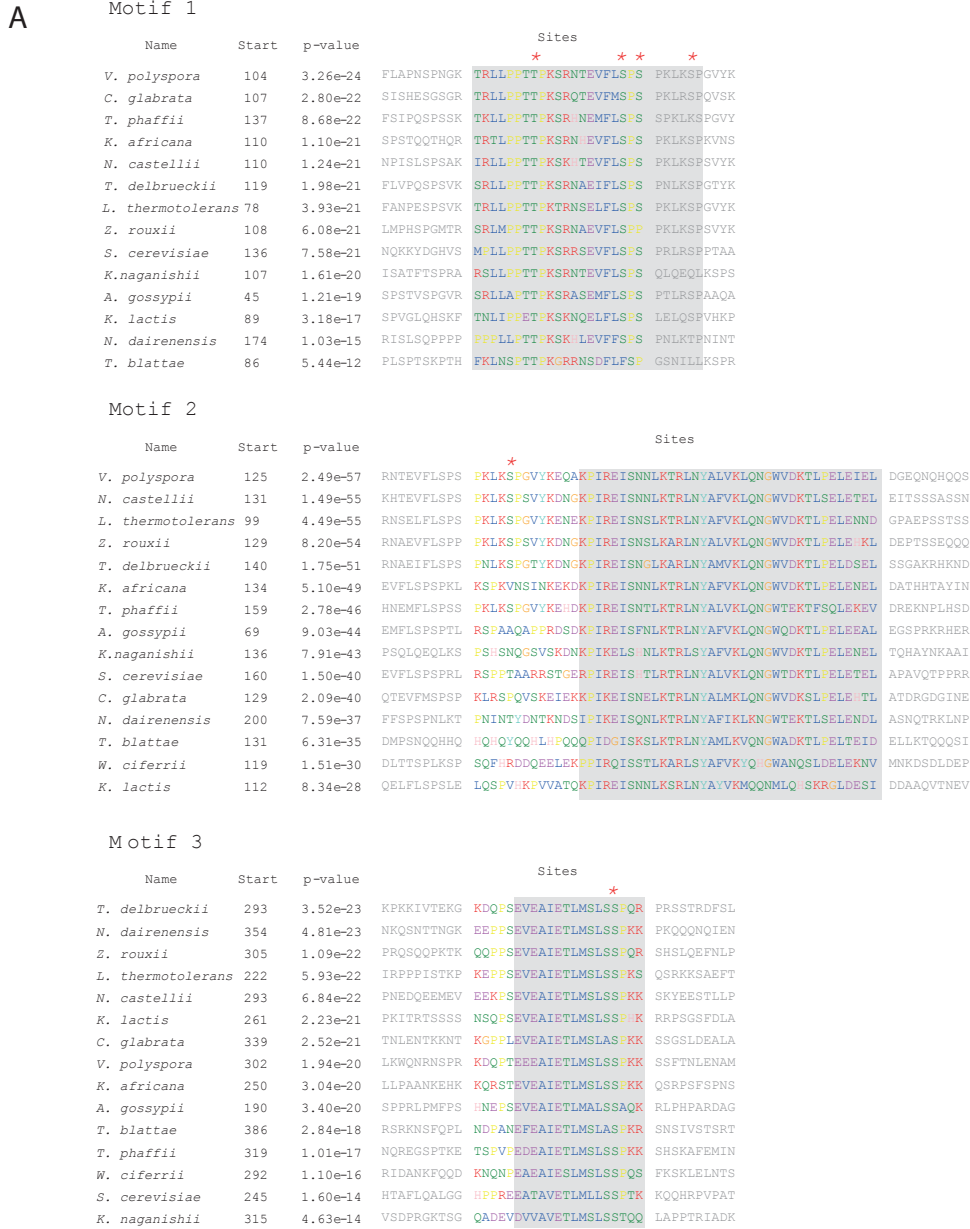 A
Motif 1
Name Start p-value Sites
* * * *
V. polyspora 104 3.26e-24 FLAPNSPNGK TRLLPPTTPKSRNTEVFLSPS PKLKSPGVYK
C. glabrata 107 2.80e-22 SISHESGSGR TRLLPPTTPKSRQTEVFMSPS PKLRSPQVSK
T. phaffii 137 8.68e-22 FSIPQSPSSK TKLLPPTTPKSRHNEMFLSPS SPKLKSPGVY
K. africana 110 1.10e-21 SPSTQQTHQR TRTLPPTTPKSRNTEVFLSPS PKLKSPKVNS
N. castellii 110 1.24e-21 NPISLSPSAK IRLLPPTTPKSKHTEVFLSPS PKLKSPSVYK
T. delbrueckii 119 1.98e-21 FLVPQSPSVK SRLLPPTTPKSRNAEIFLSPS PNLKSPGTYK
L. thermotolerans 78 3.93e-21 FANPESPSVK TRLLPPTTPKTRNSELFLSPS PKLKSPGVYK
Z. rouxii 108 6.08e-21 LMPHSPGMTR SRLMPPTTPKSRNAEVFLSPP PKLKSPSVYK
S. cerevisiae 136 7.58e-21 NQKKYDGHVS MPLLPPTTPKSRRSEVFLSPS PRLRSPPTAA
K.naganishii 107 1.61e-20 ISATFTSPRA RSLLPPTTPKSRNTEVFLSPS QLQEQLKSPS
A. gossypii 45 1.21e-19 SPSTVSPGVR SRLLAPTTPKSRASEMFLSPS PTLRSPAAQA
K. lactis 89 3.18e-17 SPVGLQHSKF TNLIPPETPKSKNQELFLSPS LELQSPVHKP
N. dairenensis 174 1.03e-15 RISLSQPPPP PPPLLPTTPKSKHLEVFFSPS PNLKTPNINT
T. blattae 86 5.44e-12 PLSPTSKPTH FKLNSPTTPKGRRNSDFLFSP GSNILLKSPR
Motif 2
Name Start p-value Sites
*
V. polyspora 125 2.49e-57 RNTEVFLSPS PKLKSPGVYKEQAKPIREISNNLKTRLNYALVKLQNGWVDKTLPELEIEL DGEQNQHQQS
N. castellii 131 1.49e-55 KHTEVFLSPS PKLKSPSVYKDNGKPIREISNNLKTRLNYAFVKLQNGWVDKTLSELETEL EITSSSASSN
L. thermotolerans 99 4.49e-55 RNSELFLSPS PKLKSPGVYKENEKPIREISNSLKTRLNYAFVKLQNGWVDKTLPELENND GPAEPSSTSS
Z. rouxii 129 8.20e-54 RNAEVFLSPP PKLKSPSVYKDNGKPIREISNSLKARLNYAFVKLQNGWVDKTLPELEHKL DEPTSSEQQQ
T. delbrueckii 140 1.75e-51 RNAEIFLSPS PNLKSPGTYKDNGKPIREISNGLKARLNYAMVKLQNGWVDKTLPELDSEL SSGAKRHKND
K. africana 134 5.10e-49 EVFLSPSPKL KSPKVNSINKEKDKPIREISNNLKTRLNYALVKLQNGWVDKTLPELENEI DATHHTAYIN
T. phaffii 159 2.78e-46 HNEMFLSPSS PKLKSPGVYKEHDKPIREISNTLKTRLNYALVKLQNGWTEKTFSQLEKEV DREKNPLHSD
A. gossypii 69 9.03e-44 EMFLSPSPTL RSPAAQAPPRDSDKPIREISFNLKTRLNYAFVKLQNGWQDKTLPELEEAL EGSPRKRHER
K.naganishii 136 7.91e-43 PSQLQEQLKS PSHSNQGSVSKDNKPIKELSHNLKTRLSYAFVKLQNGWVDKTLPELENEL TQHAYNKAAI
S. cerevisiae 160 1.50e-40 EVFLSPSPRL RSPPTAARRSTGERPIREISHTLRTRLNYALVKLQNGWVDKTLPELETEL APAVQTPPRR
C. glabrata 129 2.09e-40 QTEVFMSPSP KLRSPQVSKEIEKKPIREISNELKTRLNYALMKLQNGWVDKSLPELEHTL ATDRGDGINE
N. dairenensis 200 7.59e-37 FFSPSPNLKT PNINTYDNTKNDSIPIKEISQNLKTRLNYAFIKLKNGWTEKTLSELENDL ASNQTRKLNP
T. blattae 131 6.31e-35 DMPSNQQHHQ HQHQYQQHLHPQQQPIDGISKSLKTRLNYAMLKVQNGWADKTLPELTEID ELLKTQQQSI
W. ciferrii 119 1.51e-30 DLTTSPLKSP SQFHRDDQEELEKPPIRQISSTLKARLSYAFVKYQHGWANQSLDELEKNV MNKDSDLDEP
K. lactis 112 8.34e-28 QELFLSPSLE LQSPVHKPVVATQKPIREISNNLKSRLNYAYVKMQQNMLQHSKRGLDESI DDAAQVTNEV
Motif 3
Name Start p-value Sites
*
T. delbrueckii 293 3.52e-23 KPKKIVTEKG KDQPSEVEAIETLMSLSSPQR PRSSTRDFSL
N. dairenensis 354 4.81e-23 NKQSNTTNGK EEPPSEVEAIETLMSLSSPKK PKQQQNQIEN
Z. rouxii 305 1.09e-22 PRQSQQPKTK QQPPSEVEAIETLMSLSSPQR SHSLQEFNLP
L. thermotolerans 222 5.93e-22 IRPPPISTKP KEPPSEVEAIETLMSLSSPKS QSRKKSAEFT
N. castellii 293 6.84e-22 PNEDQEEMEV EEKPSEVEAIETLMSLSSPKK SKYEESTLLP
K. lactis 261 2.23e-21 PKITRTSSSS NSQPSEVEAIETLMSLSSPHK RRPSGSFDLA
C. glabrata 339 2.52e-21 TNLENTKKNT KGPPLEVEAIETLMSLASPKK SSGSLDEALA
V. polyspora 302 1.94e-20 LKWQNRNSPR KDQPTEEEAIETLMSLSSPKK SSFTNLENAM
K. africana 250 3.04e-20 LLPAANKEHK KQRSTEVEAIETLMSLSSPKK QSRPSFSPNS
A. gossypii 190 3.40e-20 SPPRLPMFPS HNEPSEVEAIETLMALSSAQK RLPHPARDAG
T. blattae 386 2.84e-18 RSRKNSFQPL NDPANEFEAIETLMSLASPKR SNSIVSTSRT
T. phaffii 319 1.01e-17 NQREGSPTKE TSPVPEDEAIETLMSLSSPKK SHSKAFEMIN
W. ciferrii 292 1.10e-16 RIDANKFQQD KNQNPEAEAIESLMSLSSPQS FKSKLELNTS
S. cerevisiae 245 1.60e-14 HTAFLQALGG HPPREEATAVETLMLLSSPTK KQQHRPVPAT
K. naganishii 315 4.63e-14 VSDPRGKTSG QADEVDVVAVETLMSLSSTQQ LAPPTRIADK